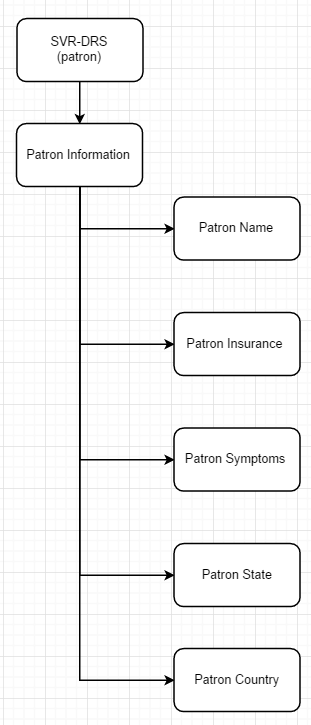 SVR-DRS
(patron)
Patron Information
Patron Name
Patron Insurance
Patron Symptoms
Patron State
Patron Country